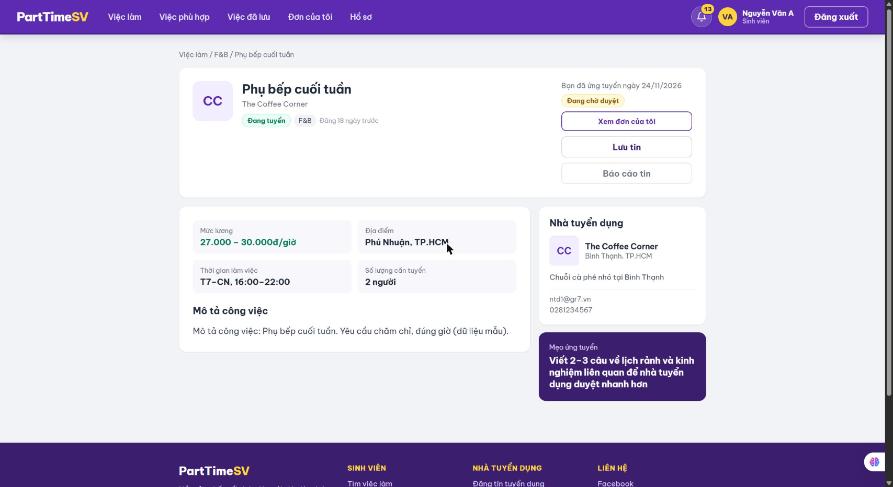 PartTimeSV
Việc làm
Việc phù hợp
Việc đã lưu
Đơn của tôi
Hồ sơ
13
VA
Nguyễn Văn A
Sinh viên
Đăng xuất
Việc làm / F&B / Phụ bếp cuối tuần
CC
Phụ bếp cuối tuần
The Coffee Corner
Đang tuyển
F&B
Đăng 18 ngày trước
Bạn đã ứng tuyển ngày 24/11/2026
Đang chờ duyệt
Xem đơn của tôi
Lưu tin
Báo cáo tin
Mức lương
27.000 – 30.000đ/giờ
Địa điểm
Phú Nhuận, TP.HCM
Thời gian làm việc
T7–CN, 16:00–22:00
Số lượng cần tuyển
2 người
Mô tả công việc
Mô tả công việc: Phụ bếp cuối tuần. Yêu cầu chăm chỉ, đúng giờ (dữ liệu mẫu).
Nhà tuyển dụng
CC
The Coffee Corner
Bình Thạnh, TP.HCM
Chuỗi cà phê nhỏ tại Bình Thạnh
ntd1@gr7.vn
0281234567
Mẹo ứng tuyển
Viết 2–3 câu về lịch rảnh và kinh
nghiệm liên quan để nhà tuyển
dụng duyệt nhanh hơn
PartTimeSV
SINH VIÊN
Tìm việc làm
NHÀ TUYỂN DỤNG
Đăng tin tuyển dụng
LIÊN HỆ
Facebook